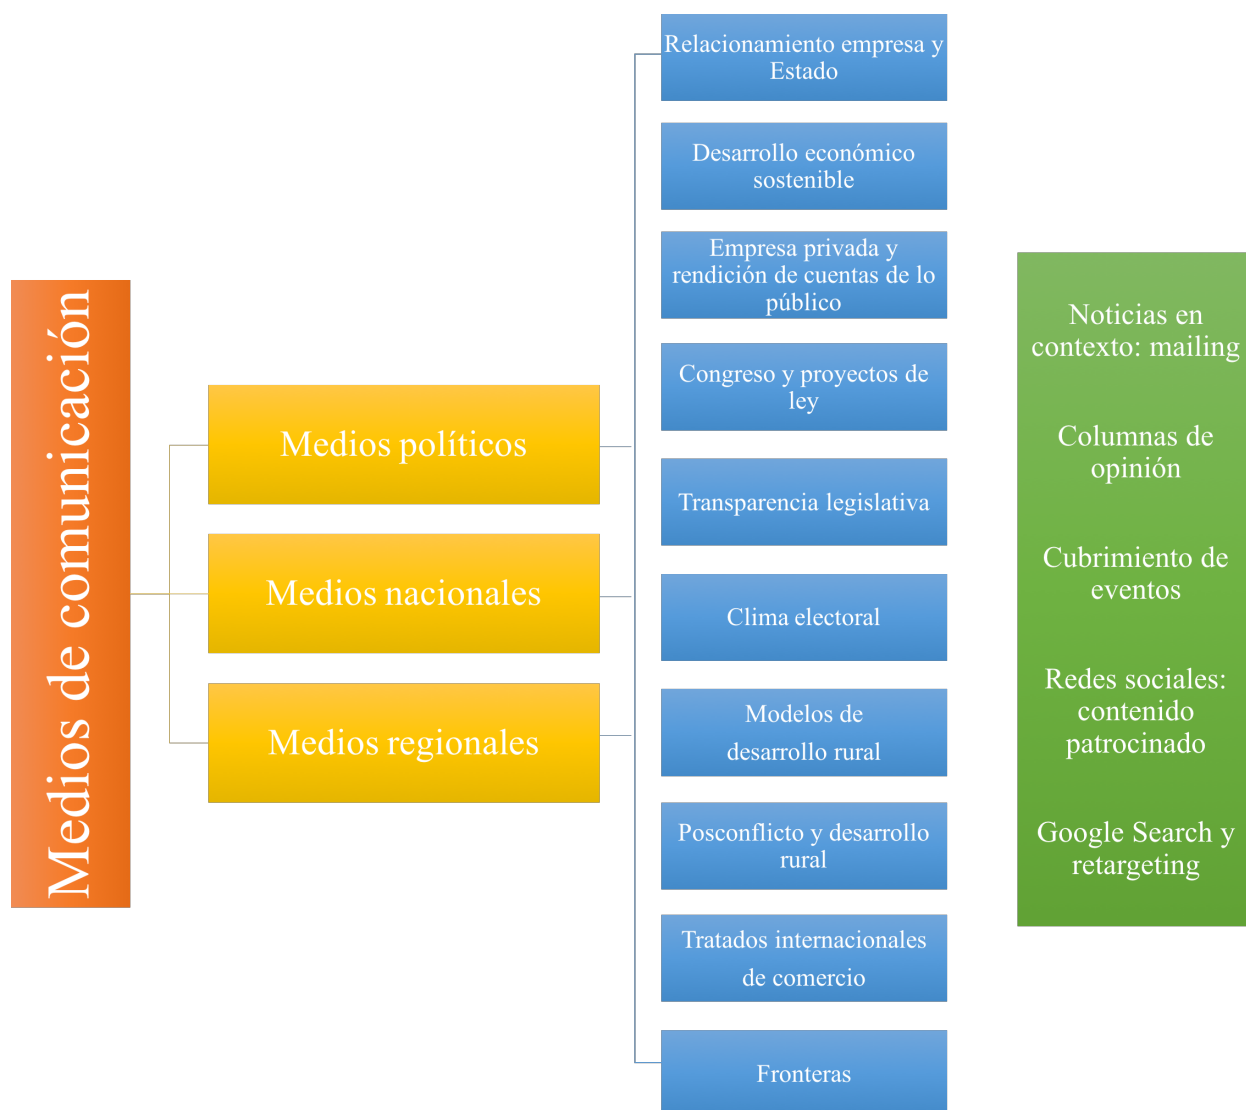 Medios de comunicación
Medios políticos
Medios nacionales
Medios regionales
Relacionamiento empresa y
Estado
Desarrollo económico
sostenible
Empresa privada y
rendición de cuentas de lo
público
Congreso y proyectos de
ley
Transparencia legislativa
Clima electoral
Modelos de
desarrollo rural
Posconflicto y desarrollo
rural
Tratados internacionales
de comercio
Fronteras
Noticias en
contexto: mailing
Columnas de
opinión
Cubrimiento de
eventos
Redes sociales:
contenido
patrocinado
Google Search y
retargeting